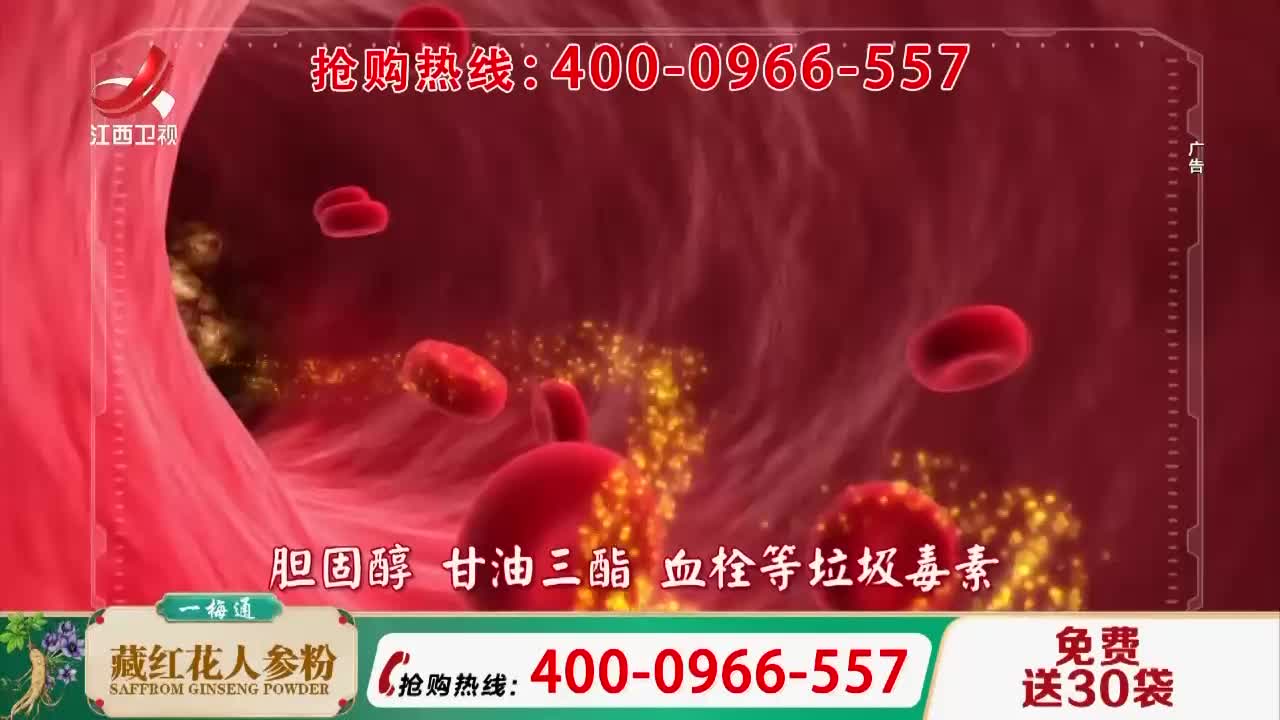 抢购热线:400-0966-557
江西卫视
广告
胆固醇 甘油三酯 血栓等垃圾毒素
一梅通
藏红花人参粉
SAFFROM GINSENG POWDER
抢购热线:400-0966-557
免费
送30袋